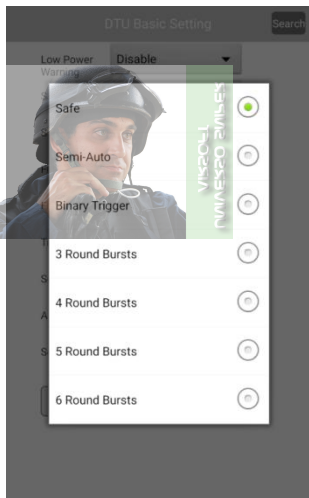 DTU Basic Setting
Search
Low Power
Warning
Disable
Safe
Semi-Auto
Binary Trigger
3 Round Bursts
4 Round Bursts
5 Round Bursts
6 Round Bursts